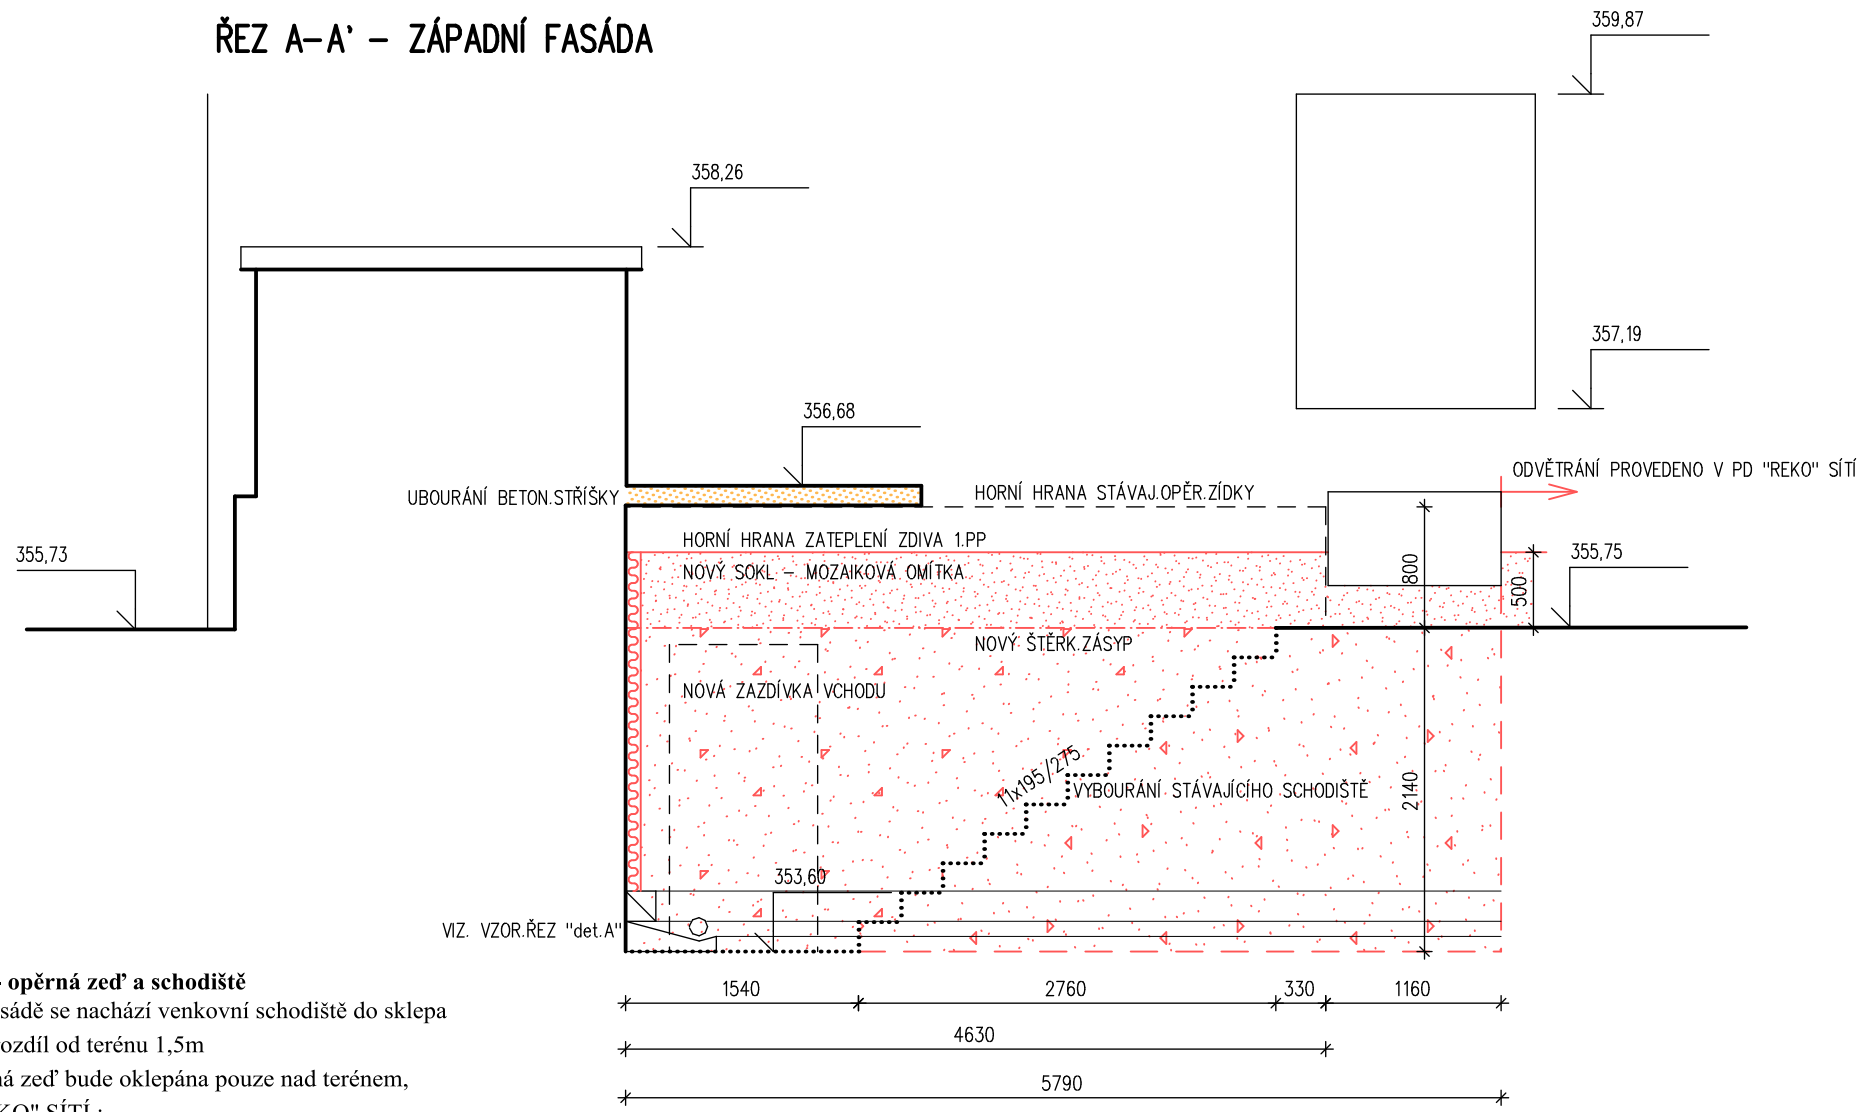 ŘEZ A-A' - ZÁPADNÍ FASÁDA
359,87
358,26
357,19
356,68
ODVĚTRÁNÍ PROVEDENO V PD "REKO" SÍTÍ
UBOURÁNÍ BETON.STŘÍŠKY
HORNÍ HRANA STÁVAJ.OPĚR.ZÍDKY
HORNÍ HRANA ZATEPLENÍ ZDIVA 1.PP
355,73
355,75
NOVÝ SOKL - MOZAIKOVÁ OMÍTKA
800
500
NOVÝ ŠTĚRK.ZÁSYP
NOVÁ ZAZDÍVKA VCHODU
11x195/275
VYBOURÁNÍ STÁVAJÍCÍHO SCHODIŠTĚ
2140
353,60
VIZ. VZOR.ŘEZ "det.A"
- opěrná zeď a schodiště
sádě se nachází venkovní schodiště do sklepa
ozdíl od terénu 1,5m
ná zeď bude oklepána pouze nad terénem,
KO" SÍTÍ :
1540
2760
330
1160
4630
5790